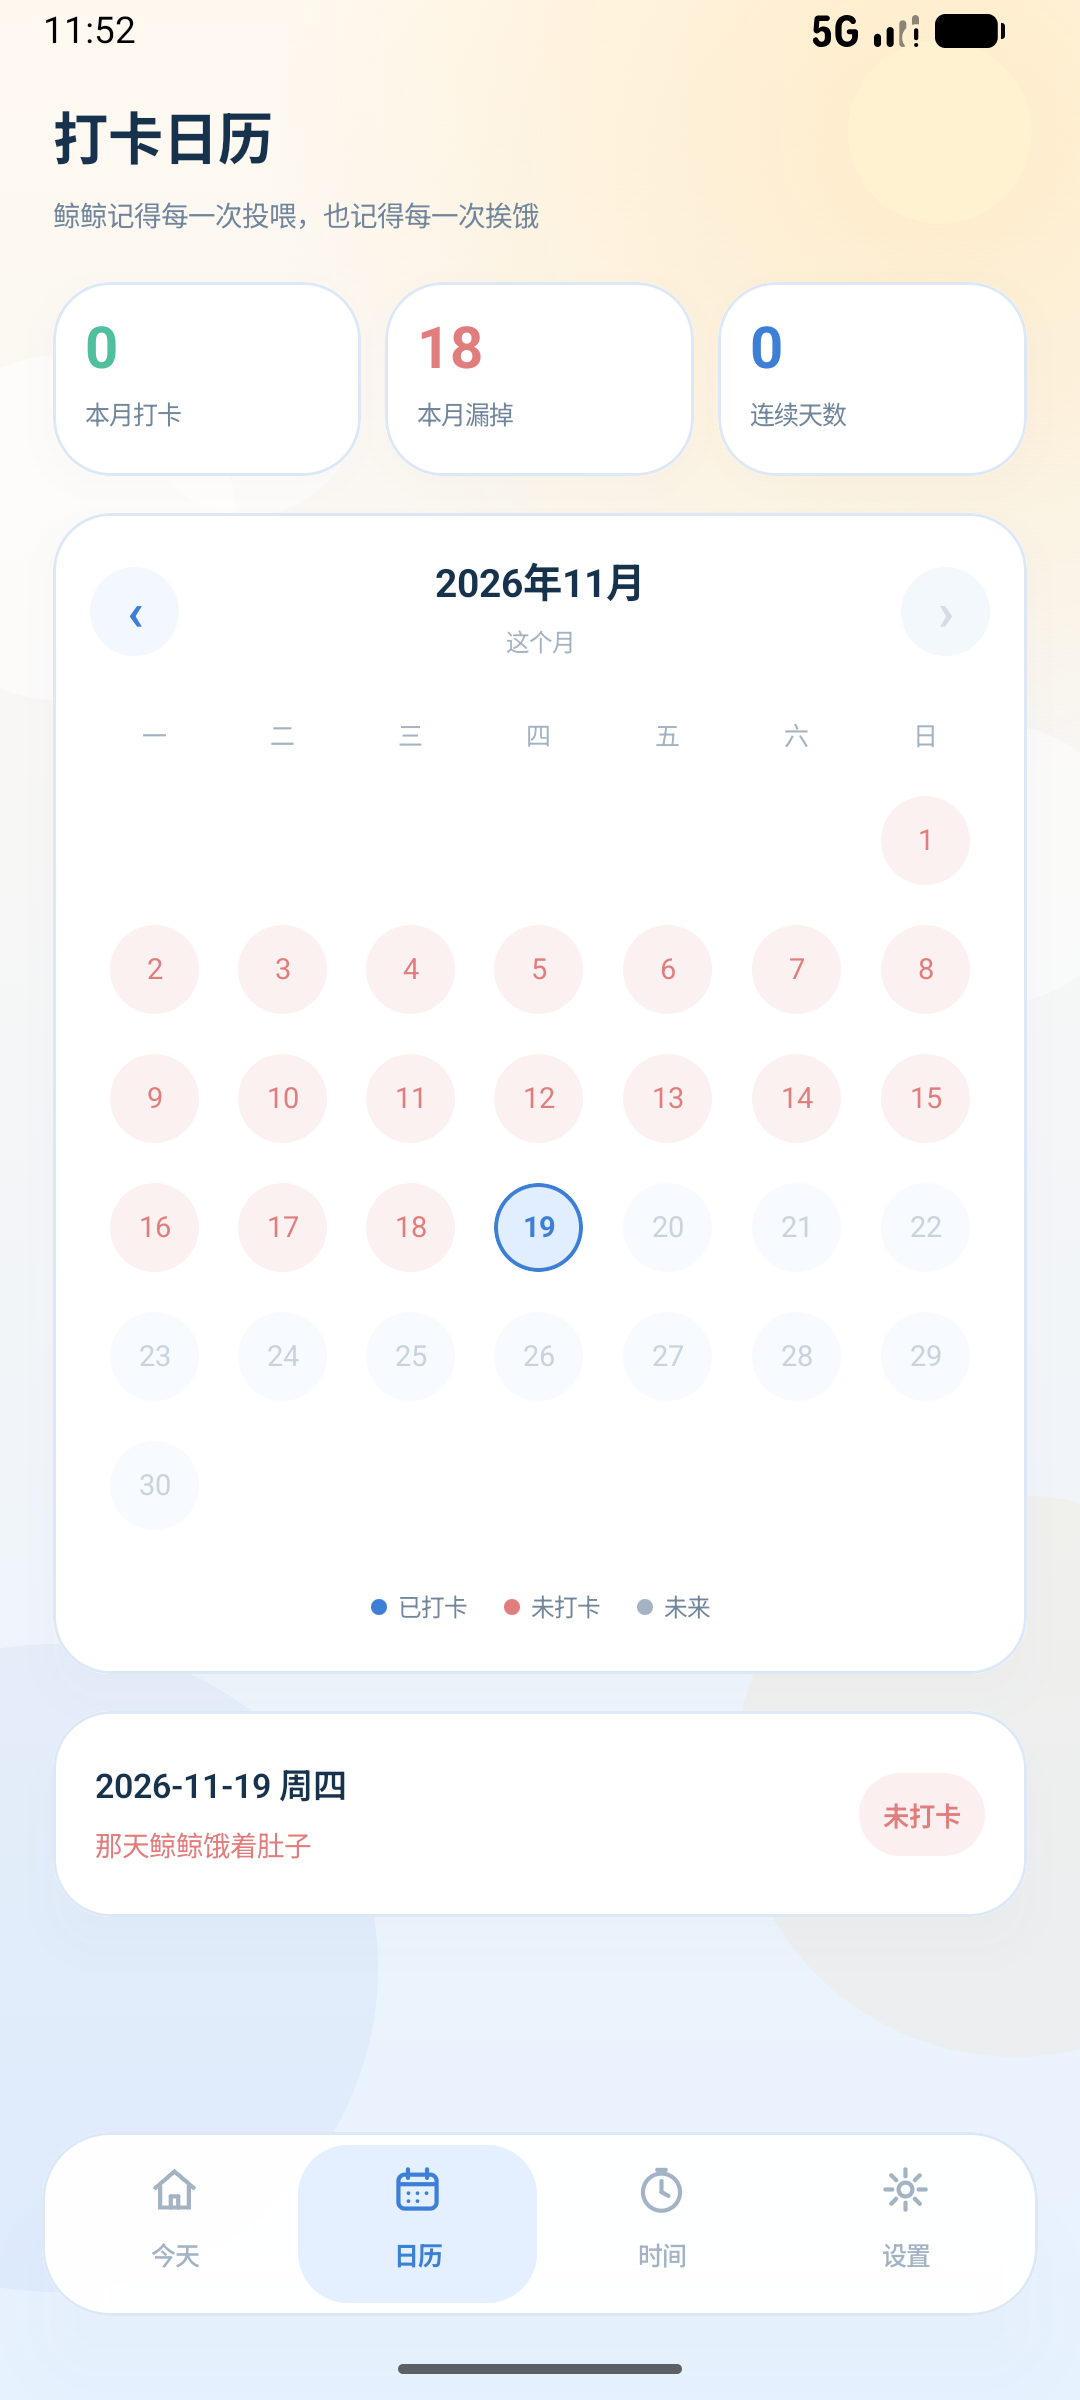 11:52
5G
打卡日历
鲸鲸记得每一次投喂，也记得每一次挨饿
0
18
0
本月打卡
本月漏掉
连续天数
‹
2026年11月
›
这个月
一 二 三 四 五 六 日
1
2 3 4 5 6 7 8
9 10 11 12 13 14 15
16 17 18 19 20 21 22
23 24 25 26 27 28 29
30
已打卡 未打卡 未来
2026-11-19 周四
未打卡
那天鲸鲸饿着肚子
今天 日历 时间 设置